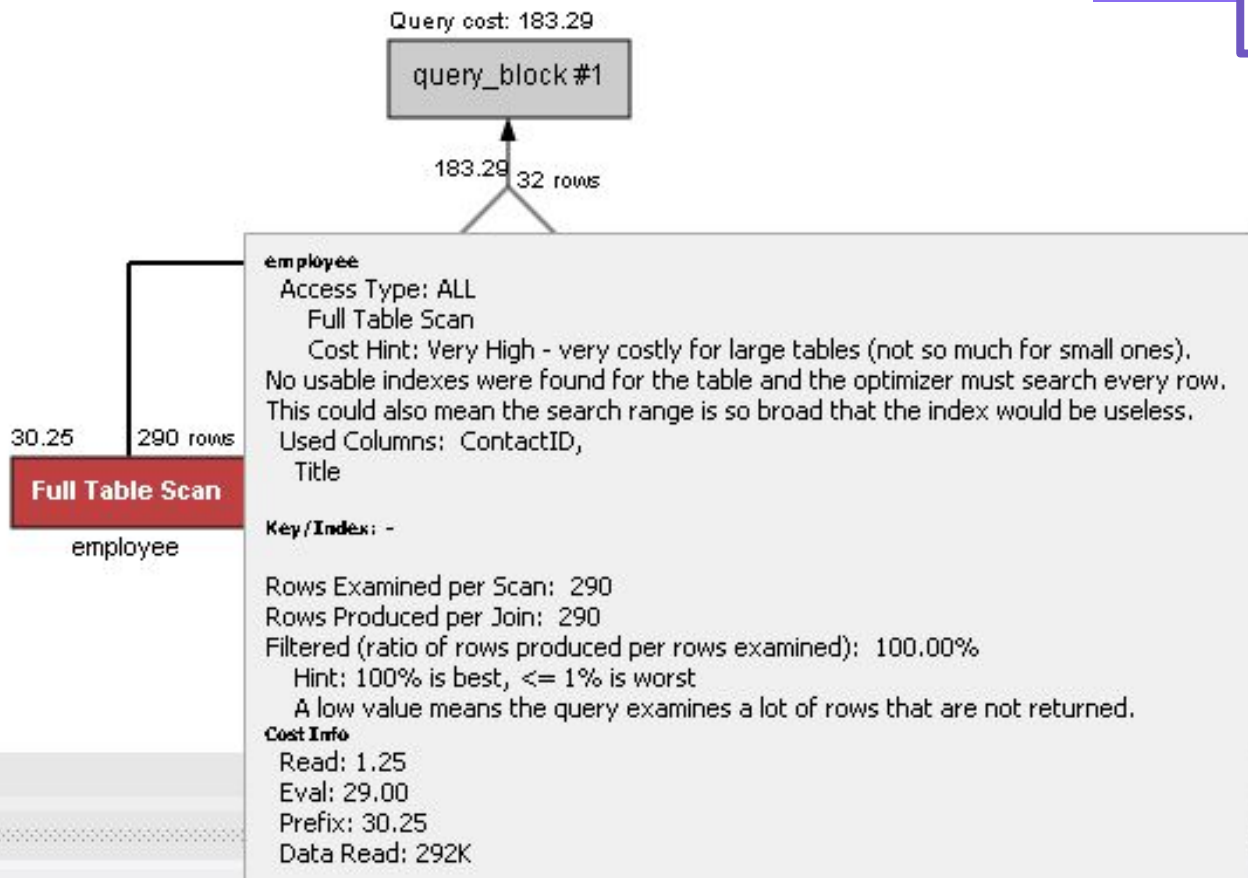 Query cost: 183.29
query_block #1
183.29
32 rows
employee
Access Type: ALL
Full Table Scan
Cost Hint: Very High - very costly for large tables (not so much for small ones).
No usable indexes were found for the table and the optimizer must search every row.
This could also mean the search range is so broad that the index would be useless.
Used Columns: ContactID,
Title
Key/Index: -
Rows Examined per Scan: 290
Rows Produced per Join: 290
Filtered (ratio of rows produced per rows examined): 100.00%
Hint: 100% is best, <= 1% is worst
A low value means the query examines a lot of rows that are not returned.
Cost Info
Read: 1.25
Eval: 29.00
Prefix: 30.25
Data Read: 292K
30.25
290 rows
Full Table Scan
employee